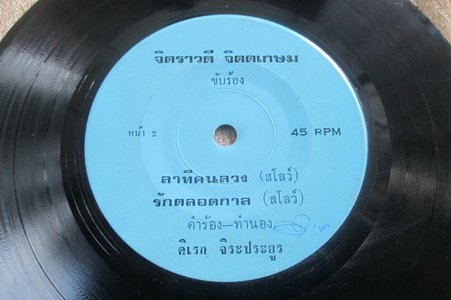 จิตราวดี จิตตเกษม
ขับร้อง
หน้า 2 45 RPM
ลาทีคนลวง (สโลว์)
รักตลอดกาล (สโลว์)
คำร้อง–ทำนอง
ดิเรก จิระประยูร